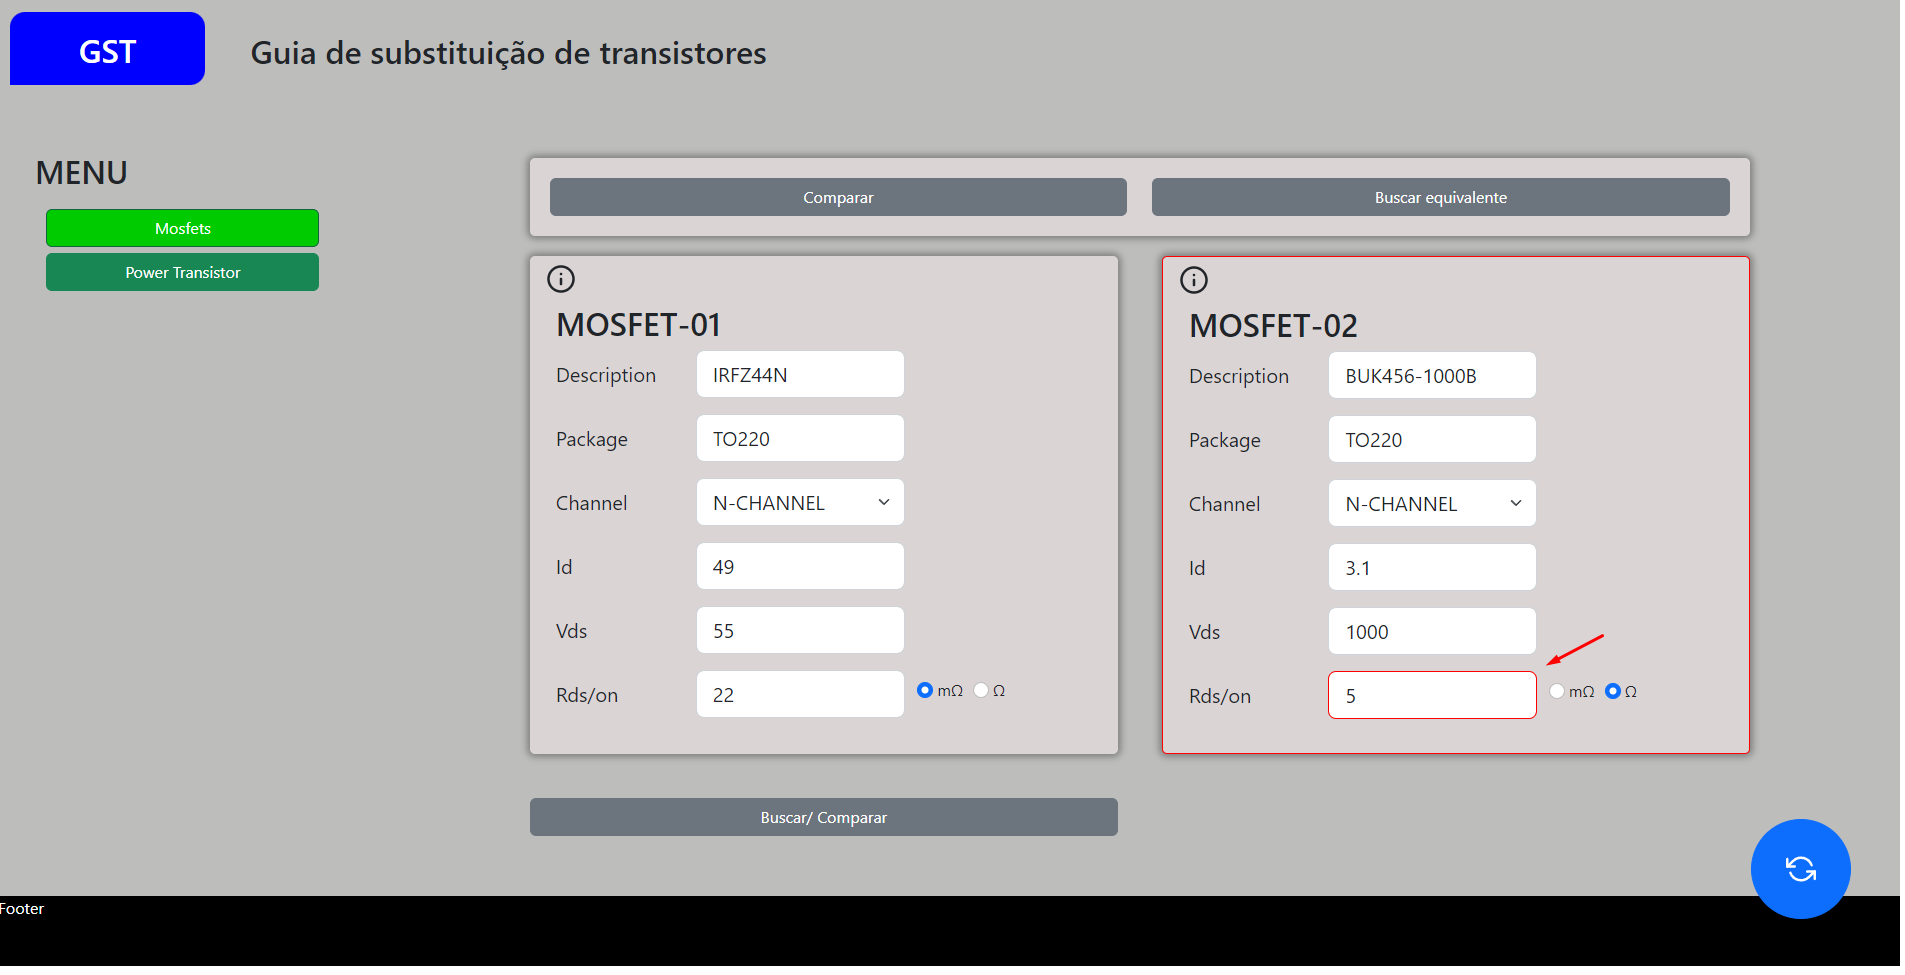 GST
Guia de substituição de transistores
MENU
Mosfets
Power Transistor
Comparar
Buscar equivalente
MOSFET-01
Description IRFZ44N
Package TO220
Channel N-CHANNEL
Id 49
Vds 55
Rds/on 22 mΩ Ω
MOSFET-02
Description BUK456-1000B
Package TO220
Channel N-CHANNEL
Id 3.1
Vds 1000
Rds/on 5 mΩ Ω
Buscar/ Comparar
Footer